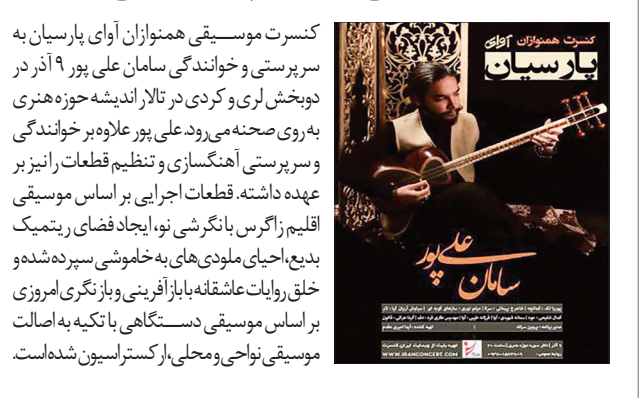 کنسرت موسیقی همنوازان آوای پارسیان به
سرپرستی و خوانندگی سامان علی پور ۹ آذر در
دوبخش لری و کردی در تالار اندیشه حوزه هنری
به روی صحنه می‌رود. علی پور علاوه بر خوانندگی
و سرپرستی آهنگسازی و تنظیم قطعات را نیز بر
عهده داشته. قطعات اجرایی بر اساس موسیقی
اقلیم زاگرس با نگرشی نو، ایجاد فضای ریتمیک
بدیع، احیای ملودی‌های به خاموشی سپرده شده و
خلق روایات عاشقانه با بازآفرینی و بازنگری امروزی
بر اساس موسیقی دستگاهی با تکیه به اصالت
موسیقی نواحی و محلی، ارکستراسیون شده است.
کنسرت همنوازان آوای
پارسیان
سامان علی پور
WWW.IRANCONCERT.COM